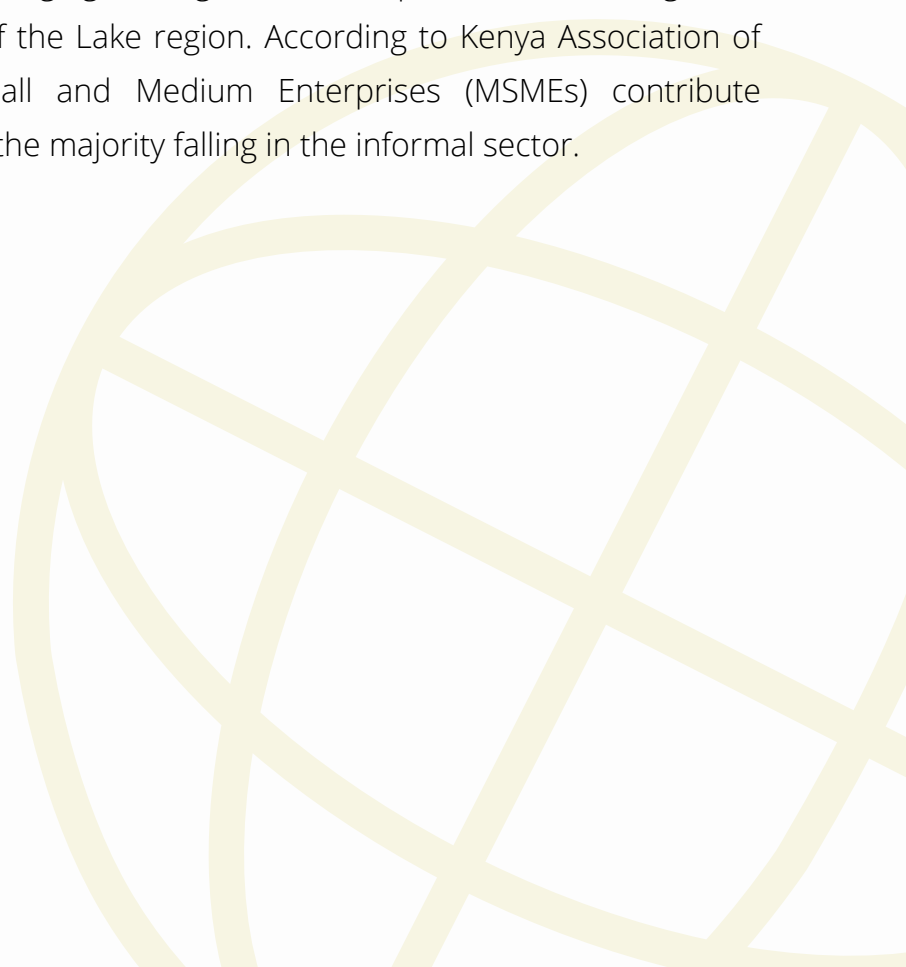 f the Lake region. According to Kenya Association of
all and Medium Enterprises (MSMEs) contribute
the majority falling in the informal sector.